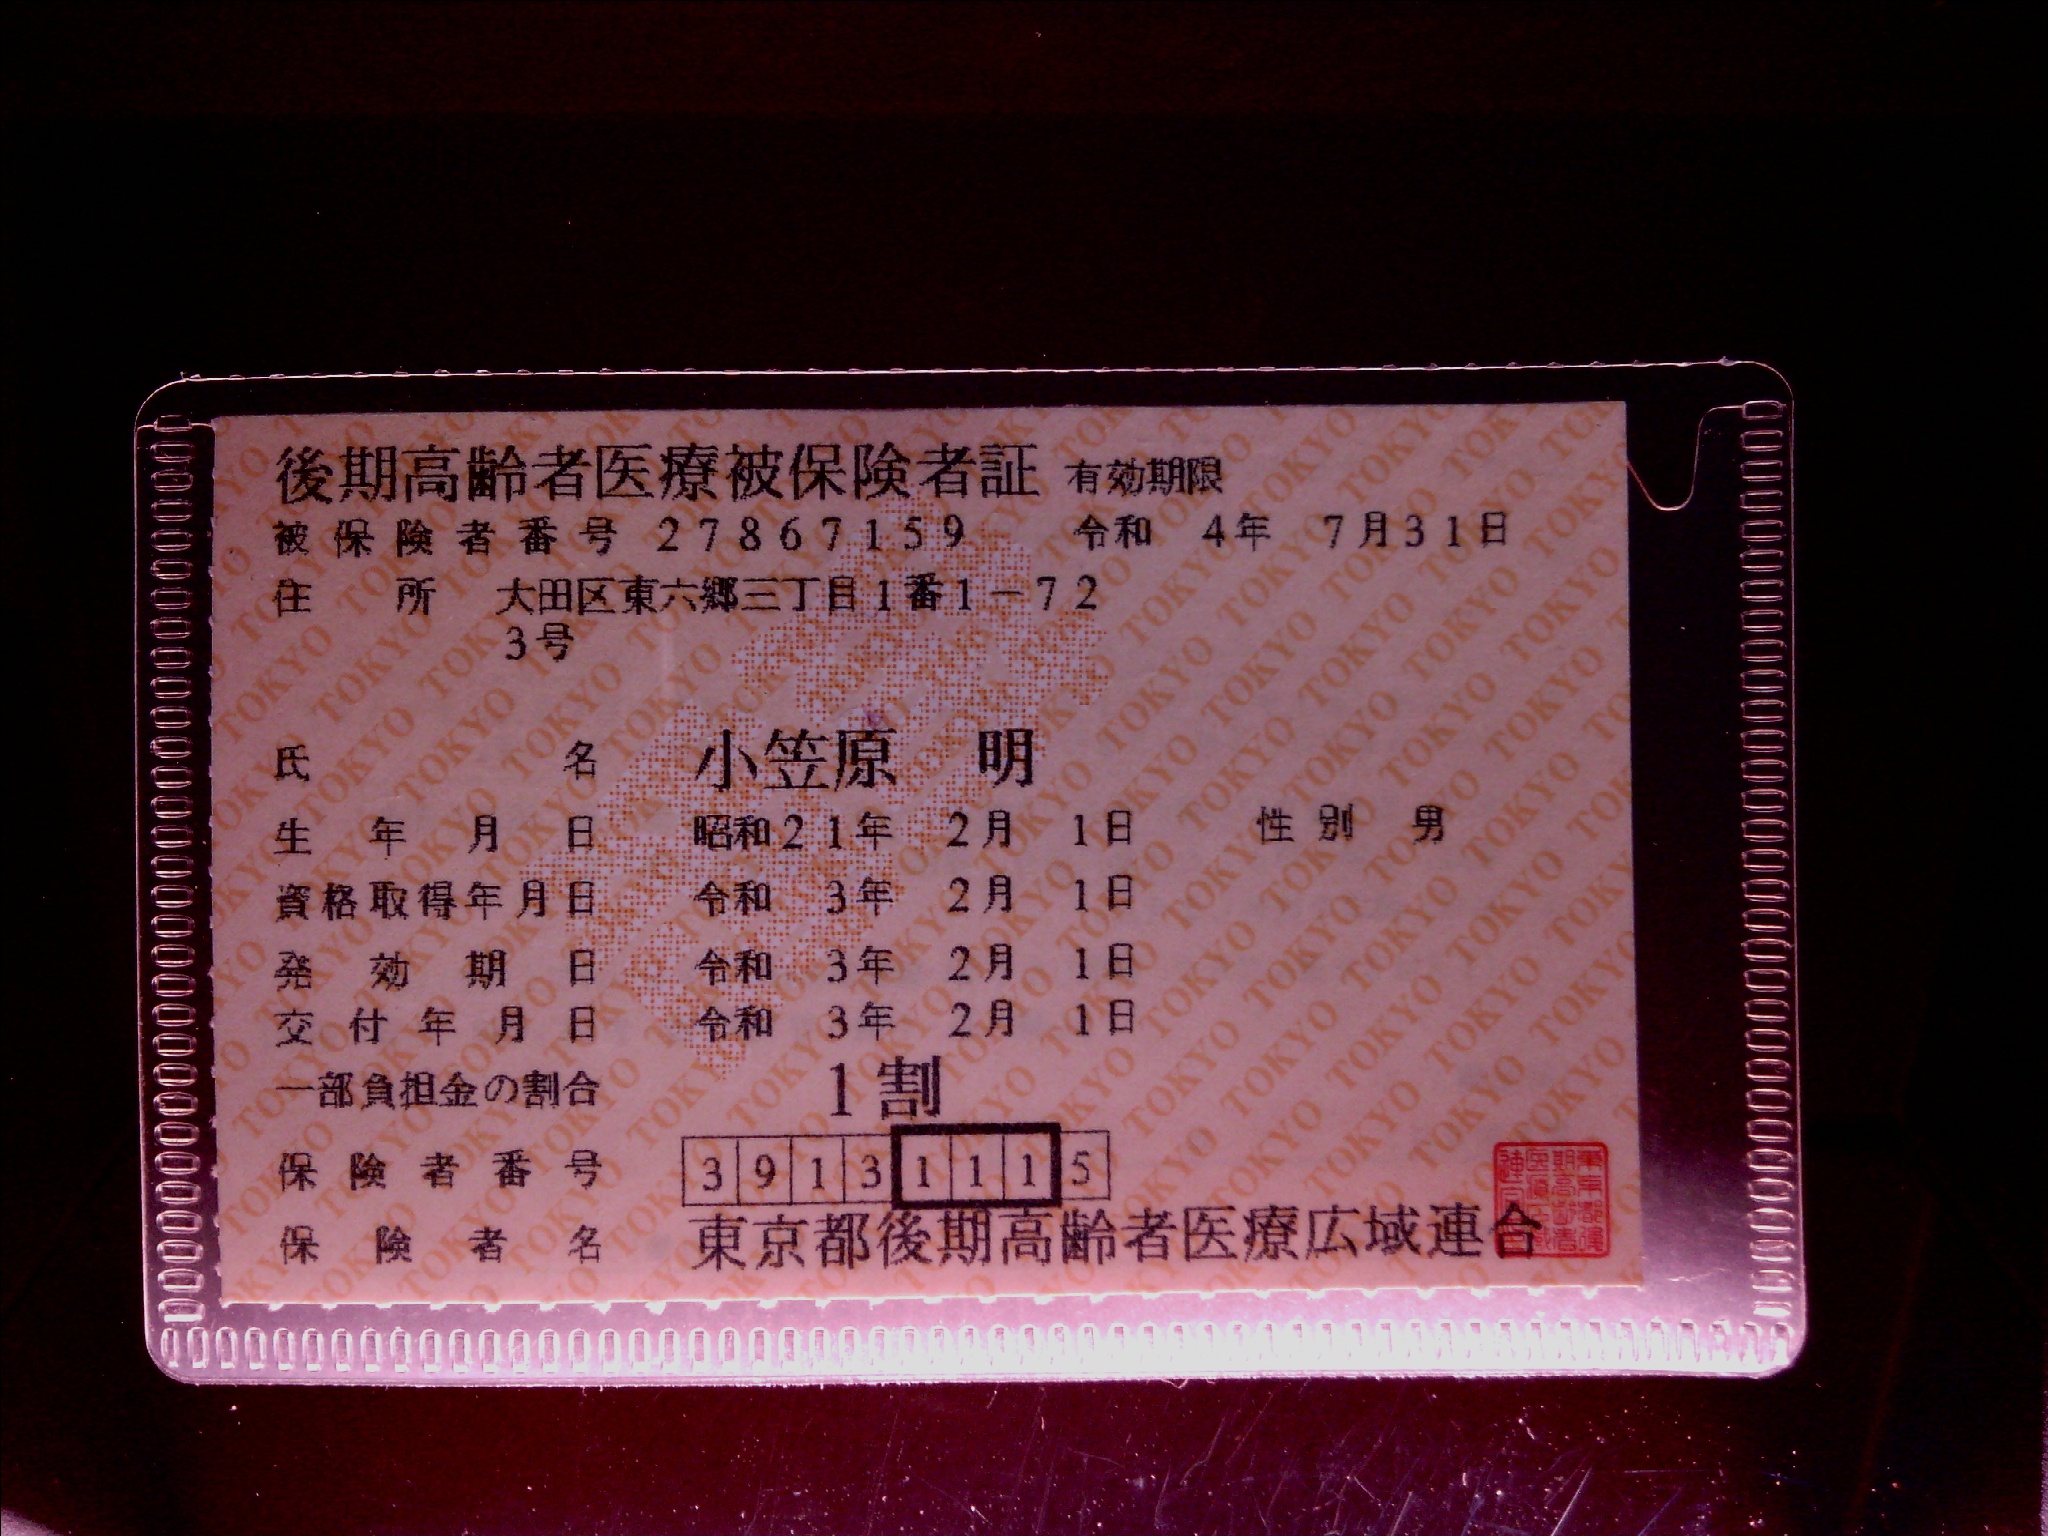 後期高齢者医療被保険者証 有効期限
被保険者番号 27867159 令和 4年 7月31日
住所 大田区東六郷三丁目1番1-72
3号
氏名 小笠原 明
生年月日 昭和21年 2月 1日 性別 男
資格取得年月日 令和 3年 2月 1日
発効期日 令和 3年 2月 1日
交付年月日 令和 3年 2月 1日
一部負担金の割合 1割
保険者番号 39131115
保険者名 東京都後期高齢者医療広域連合
TOKYO